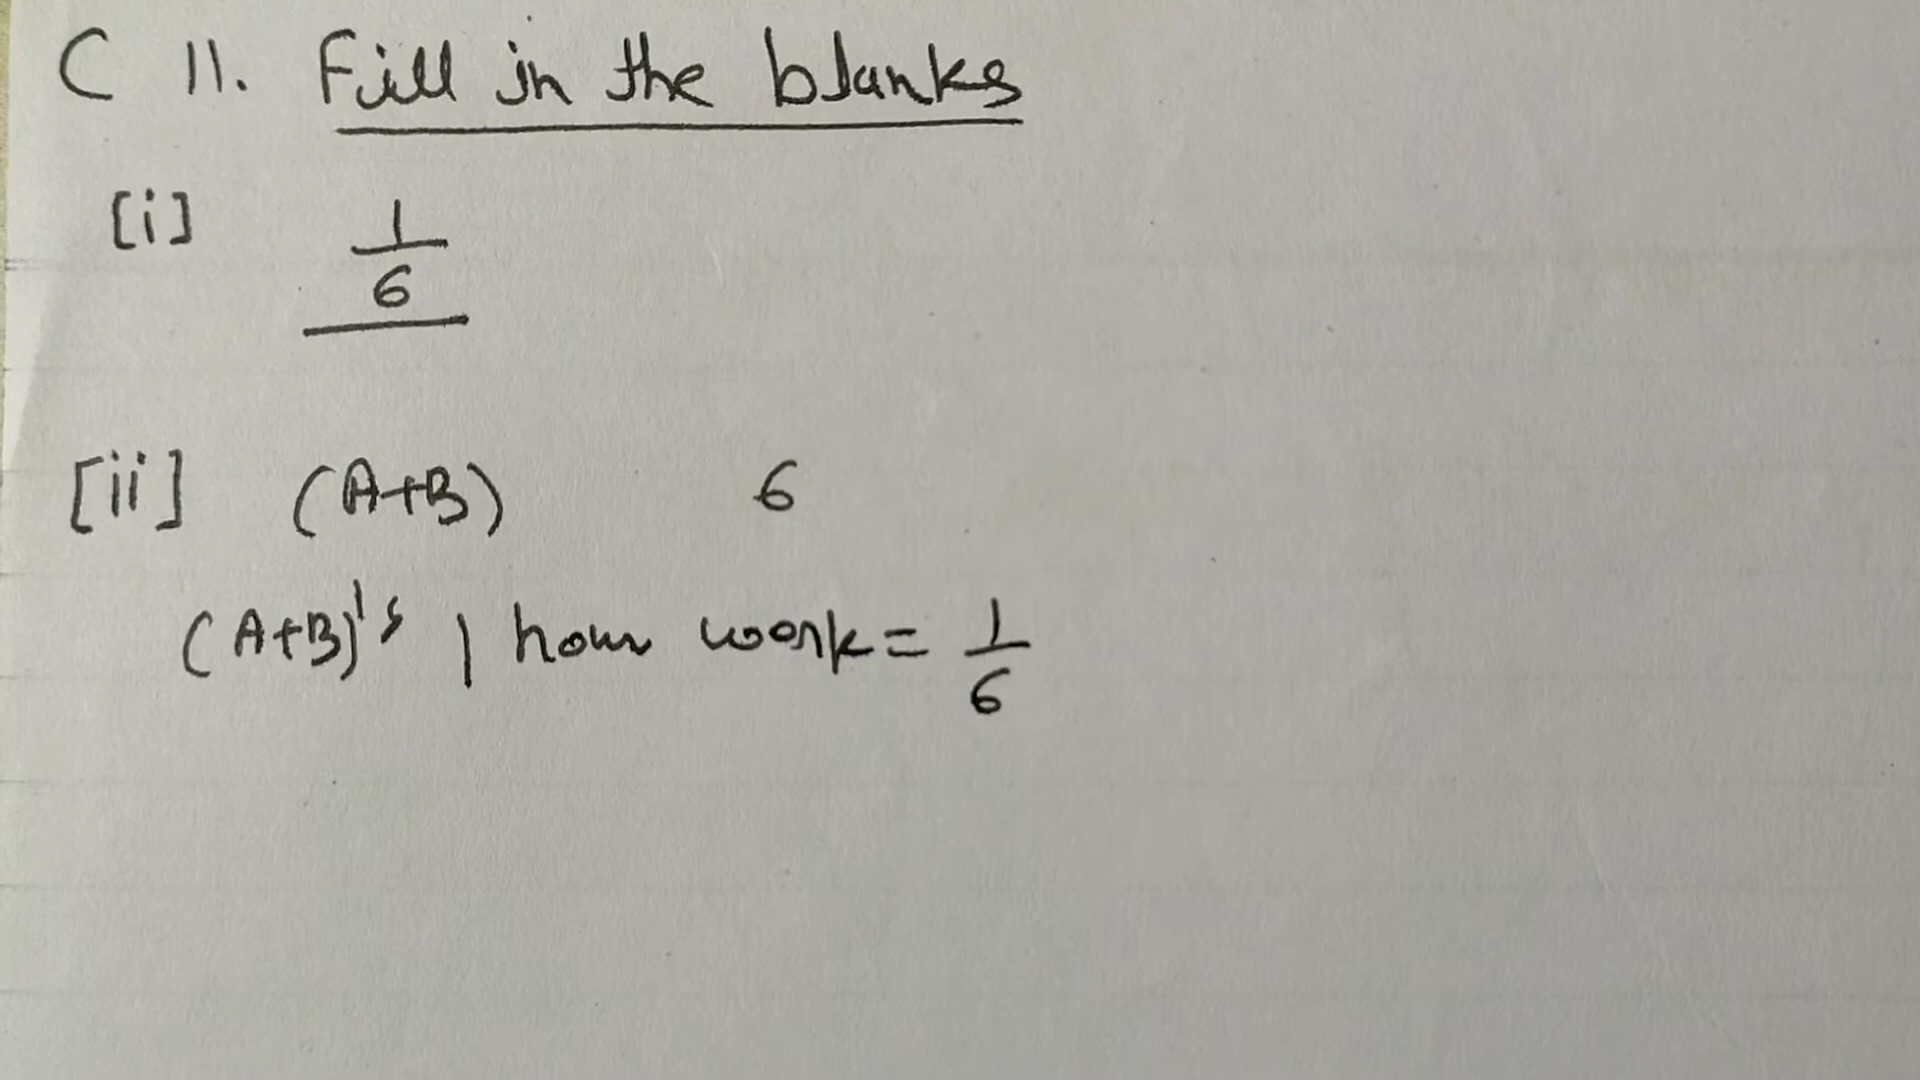 C 11. Fill in the blanks
[i] 1/6
[ii] (A+B) 6
(A+B)'s 1 hour work = 1/6